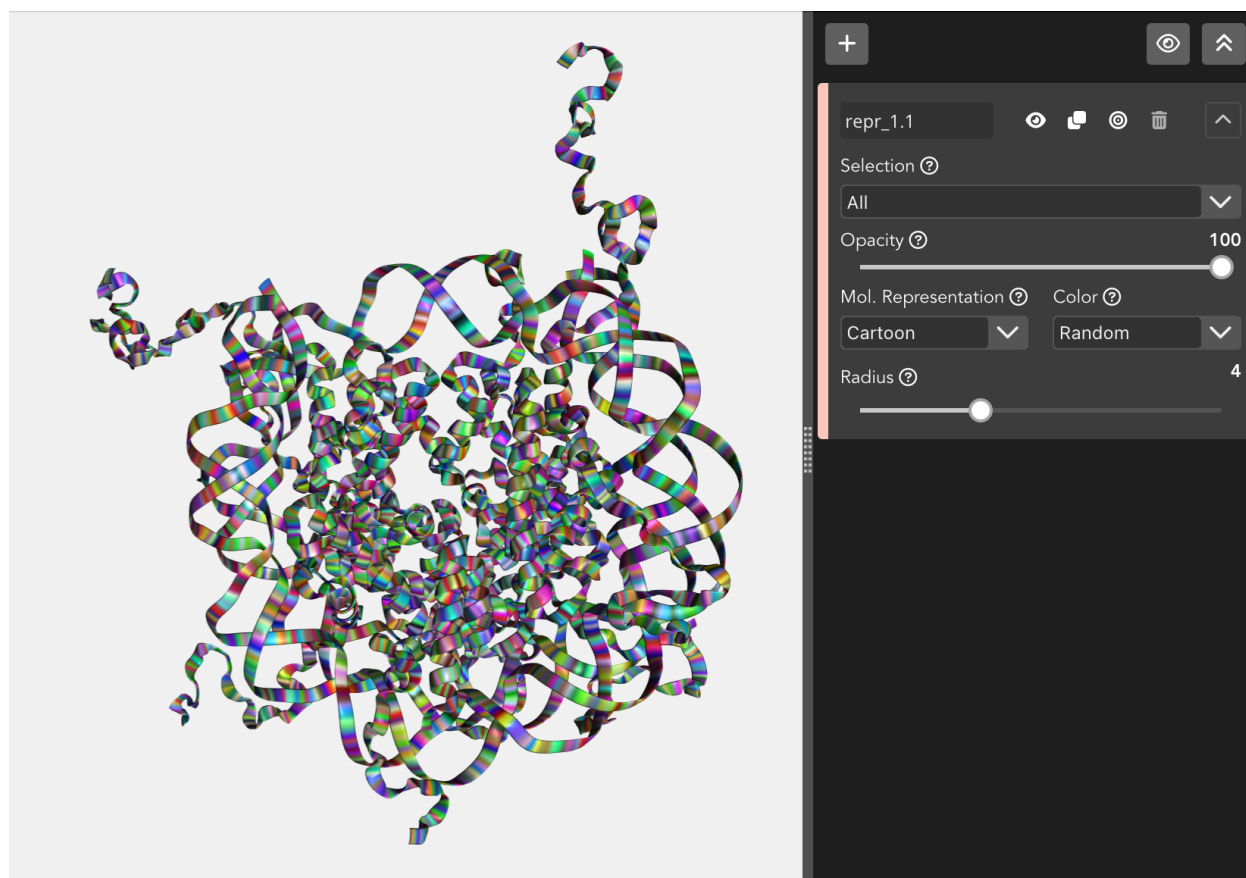 repr_1.1
Selection
All
Opacity 100
Mol. Representation Color
Cartoon Random
Radius 4